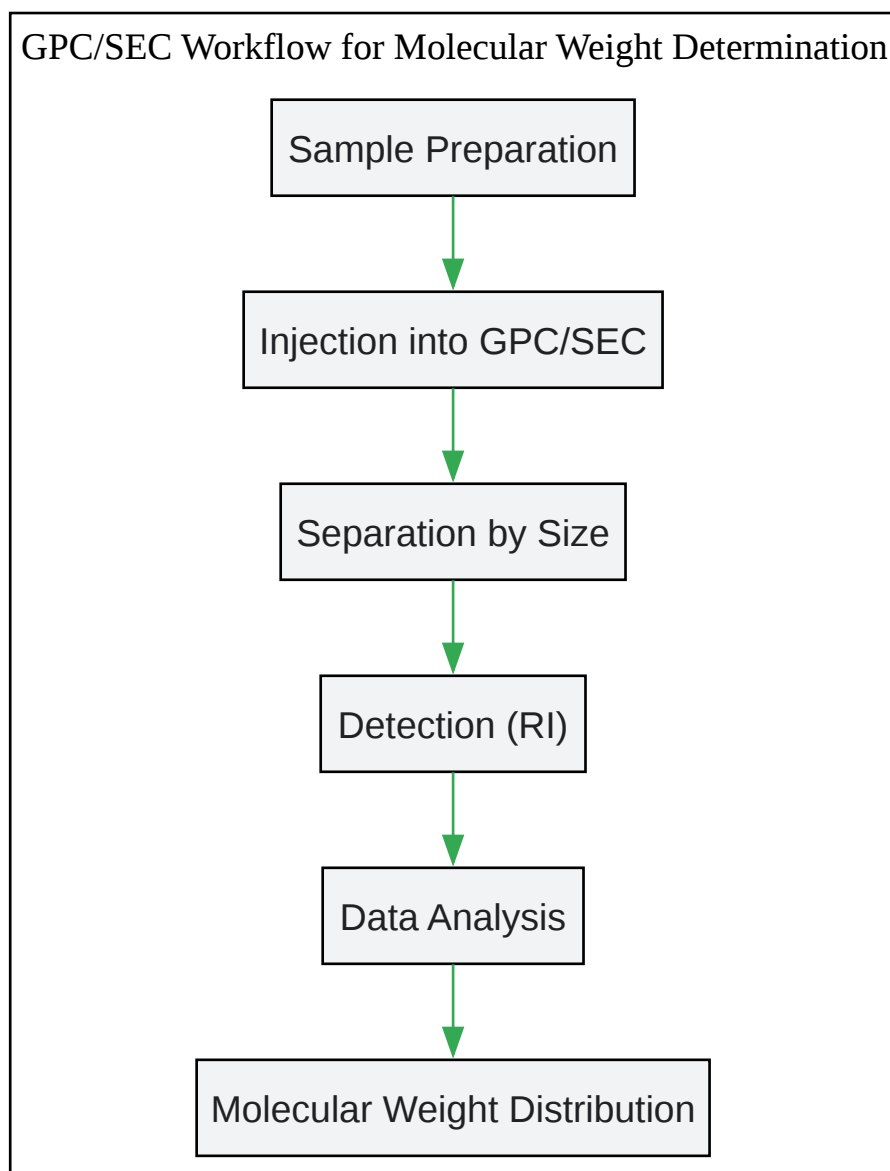 GPC/SEC Workflow for Molecular Weight Determination
Sample Preparation
Injection into GPC/SEC
Separation by Size
Detection (RI)
Data Analysis
Molecular Weight Distribution